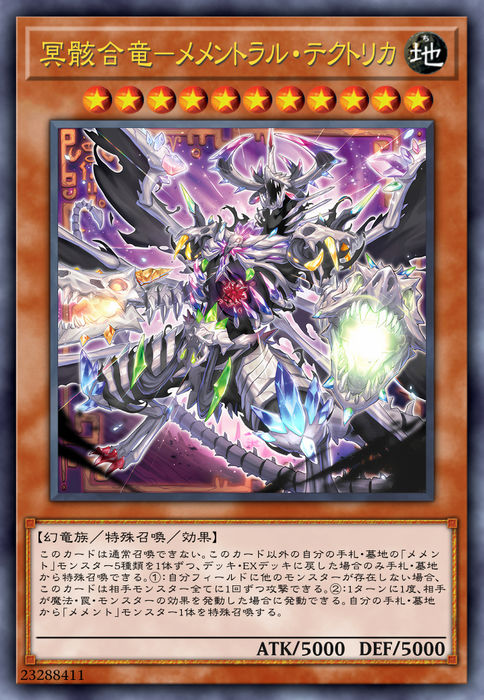 冥骸合竜－メメントラル・テクトリカ
地
ち
【幻竜族／特殊召喚／効果】
このカードは通常召喚できない。このカード以外の自分の手札・墓地の「メメント」
モンスター5種類を1体ずつ、デッキ・EXデッキに戻した場合のみ手札・墓地
から特殊召喚できる。①：自分フィールドに他のモンスターが存在しない場合、
このカードは相手モンスター全てに1回ずつ攻撃できる。②：1ターンに1度、相手
が魔法・罠・モンスターの効果を発動した場合に発動できる。自分の手札・墓地
から「メメント」モンスター1体を特殊召喚する。
ATK/5000 DEF/5000
23288411